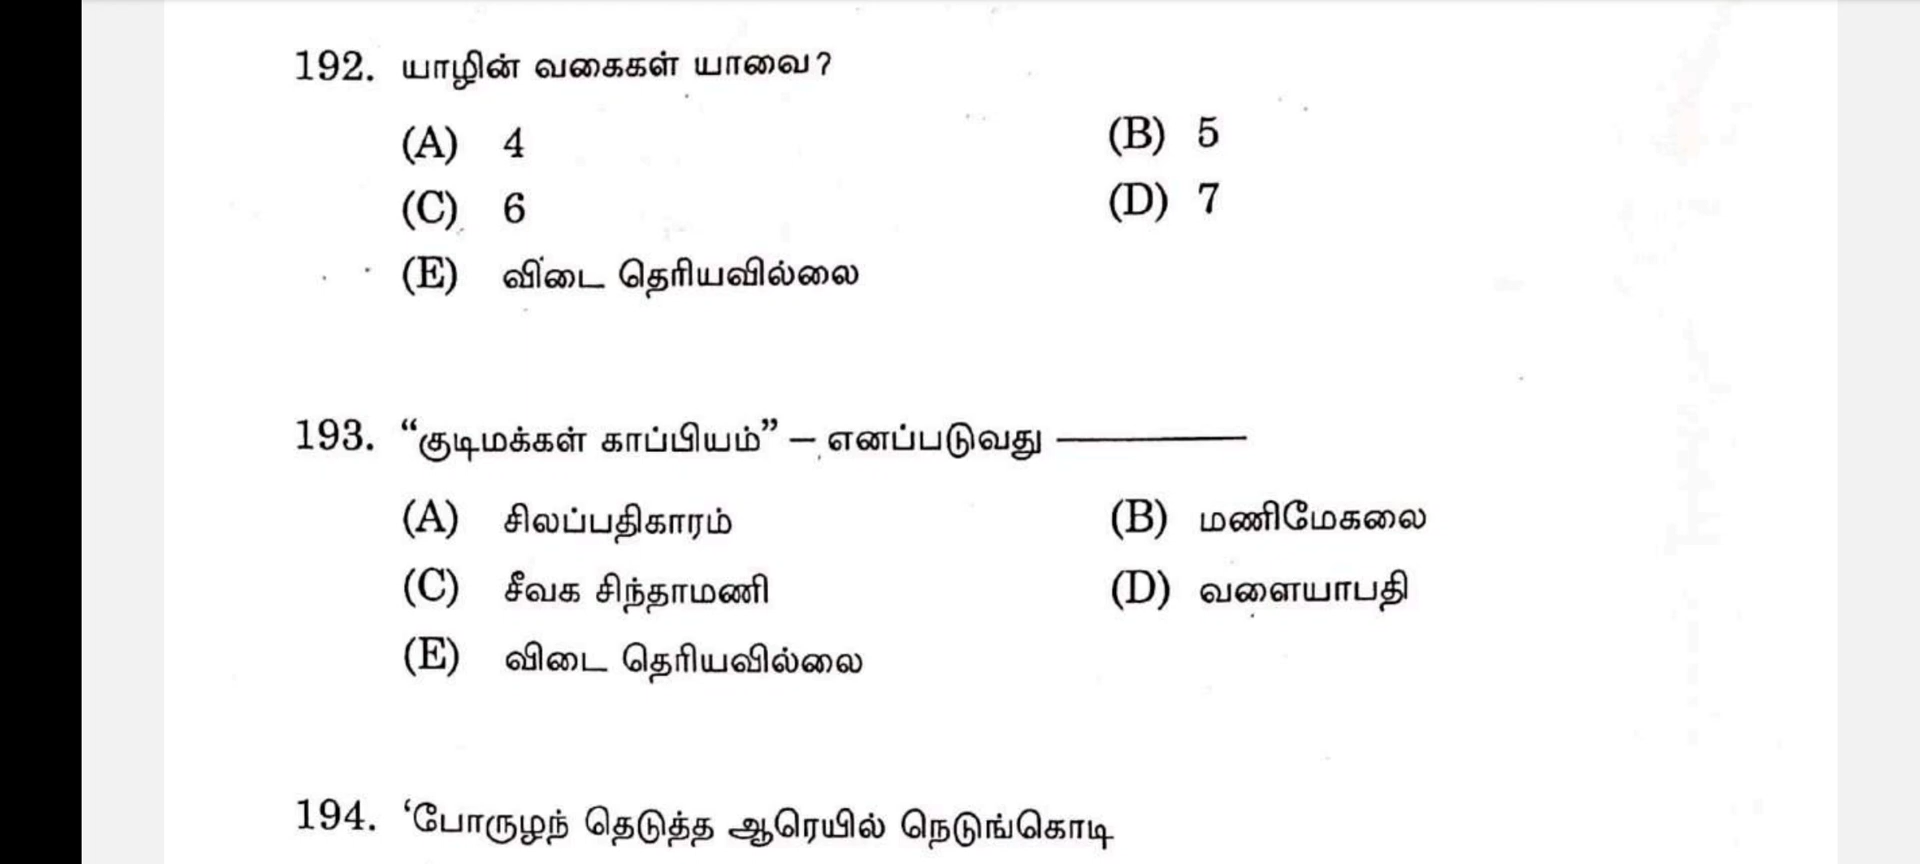 192. யாழின் வகைகள் யாவை?
(A) 4 (B) 5
(C) 6 (D) 7
(E) விடை தெரியவில்லை
193. “குடிமக்கள் காப்பியம்” – எனப்படுவது ————
(A) சிலப்பதிகாரம் (B) மணிமேகலை
(C) சீவக சிந்தாமணி (D) வளையாபதி
(E) விடை தெரியவில்லை
194. ‘போருழந் தெடுத்த ஆரெயில் நெடுங்கொடி